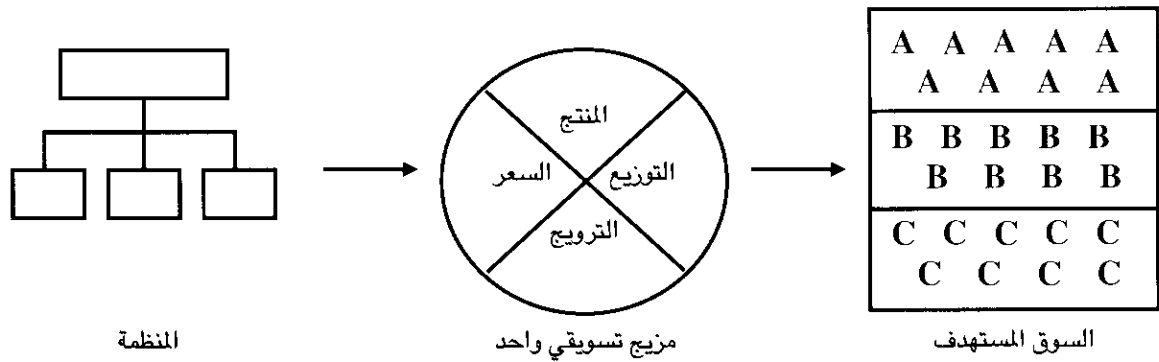 A A A A A
A A A A
B B B B B
B B B B
C C C C C
C C C C
المنتج
التوزيع
السعر
الترويج
السوق المستهدف
مزيج تسويقي واحد
المنظمة